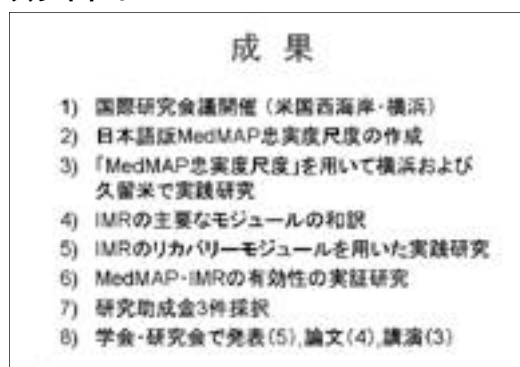 成果
1) 国際研究会議開催（米国西海岸・横浜）
2) 日本語版MedMAP忠実度尺度の作成
3) 「MedMAP忠実度尺度」を用いて横浜および
久留米で実践研究
4) IMRの主要なモジュールの和訳
5) IMRのリカバリーモジュールを用いた実践研究
6) MedMAP・IMRの有効性の実証研究
7) 研究助成金3件採択
8) 学会・研究会で発表(5),論文(4),講演(3)